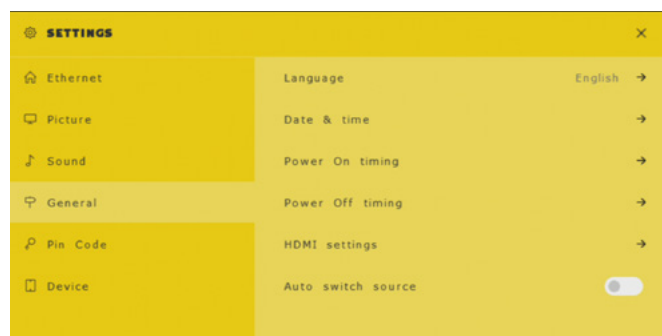 SETTINGS
Ethernet
Picture
Sound
General
Pin Code
Device
Language English
Date & time
Power On timing
Power Off timing
HDMI settings
Auto switch source